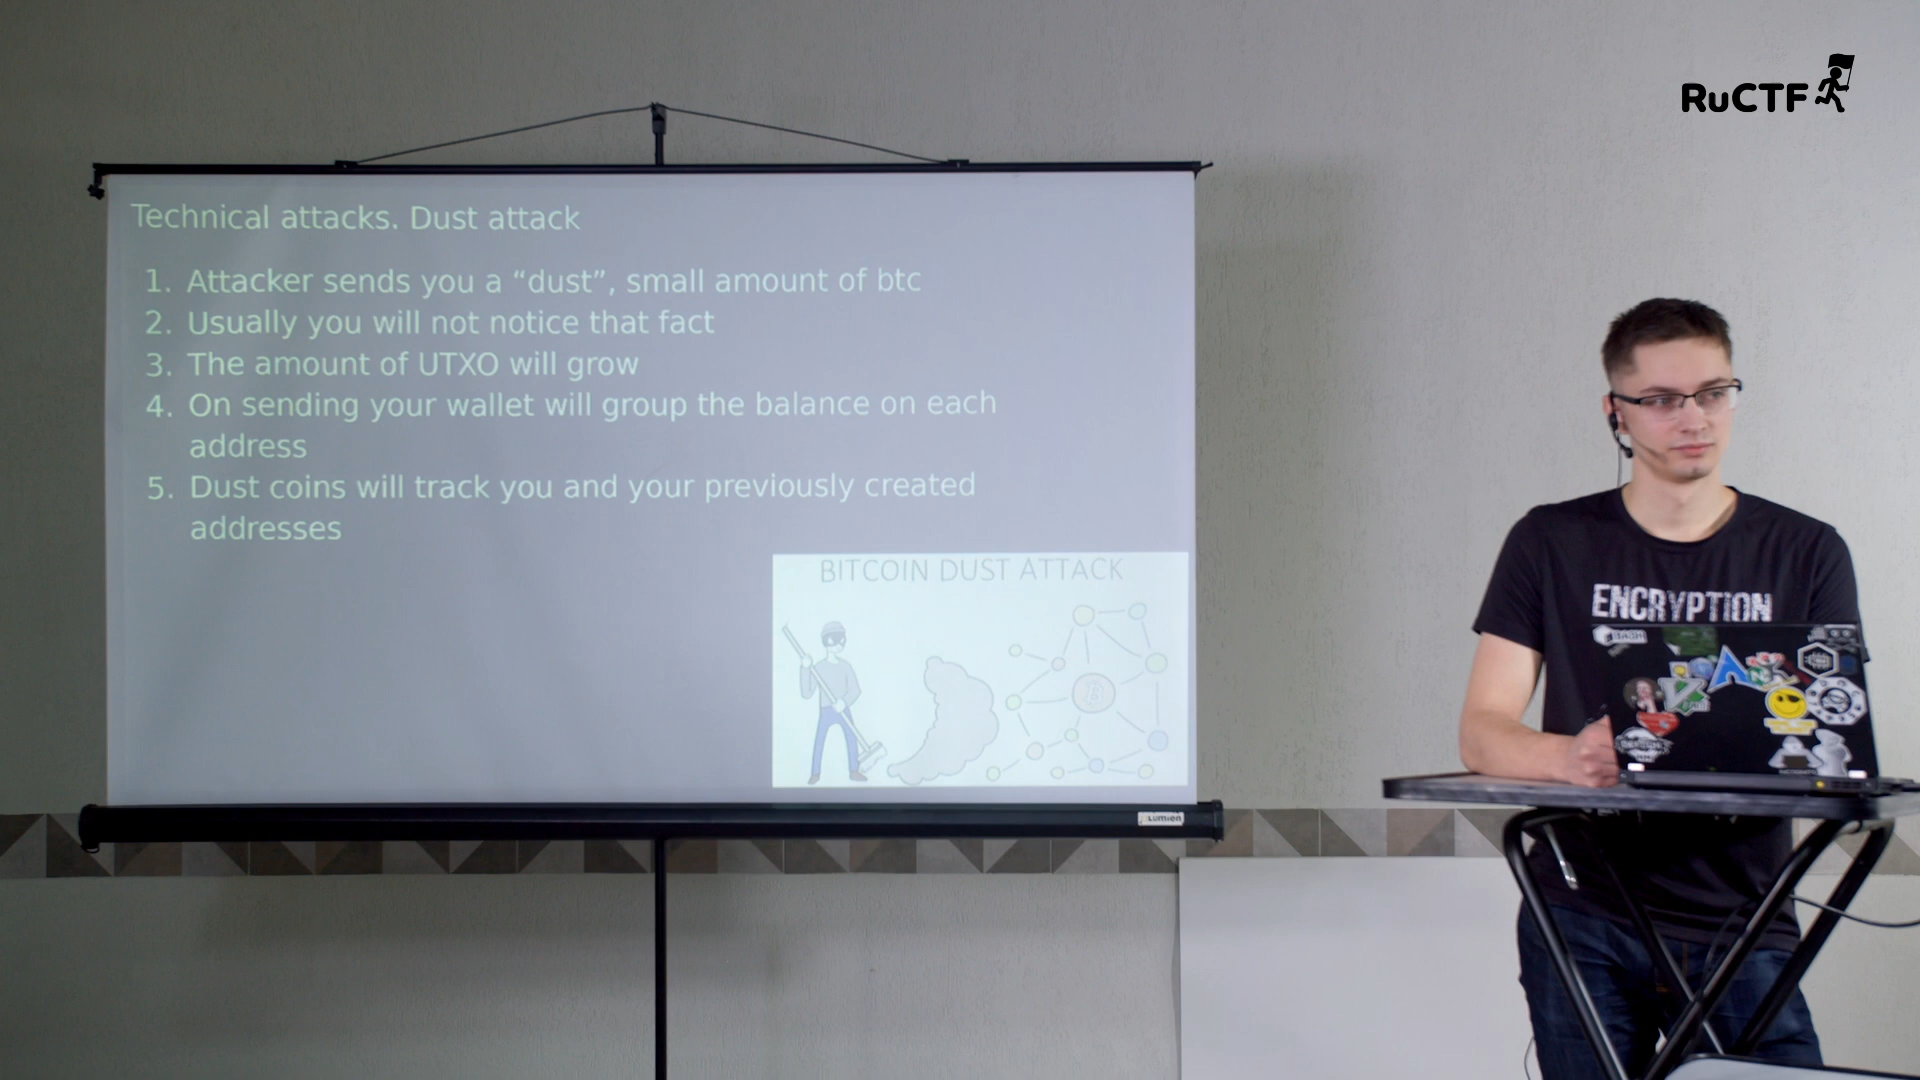 RuCTF
Technical attacks. Dust attack
1. Attacker sends you a “dust”, small amount of btc
2. Usually you will not notice that fact
3. The amount of UTXO will grow
4. On sending your wallet will group the balance on each
address
5. Dust coins will track you and your previously created
addresses
BITCOIN DUST ATTACK
ENCRYPTION
BASH
Lumien